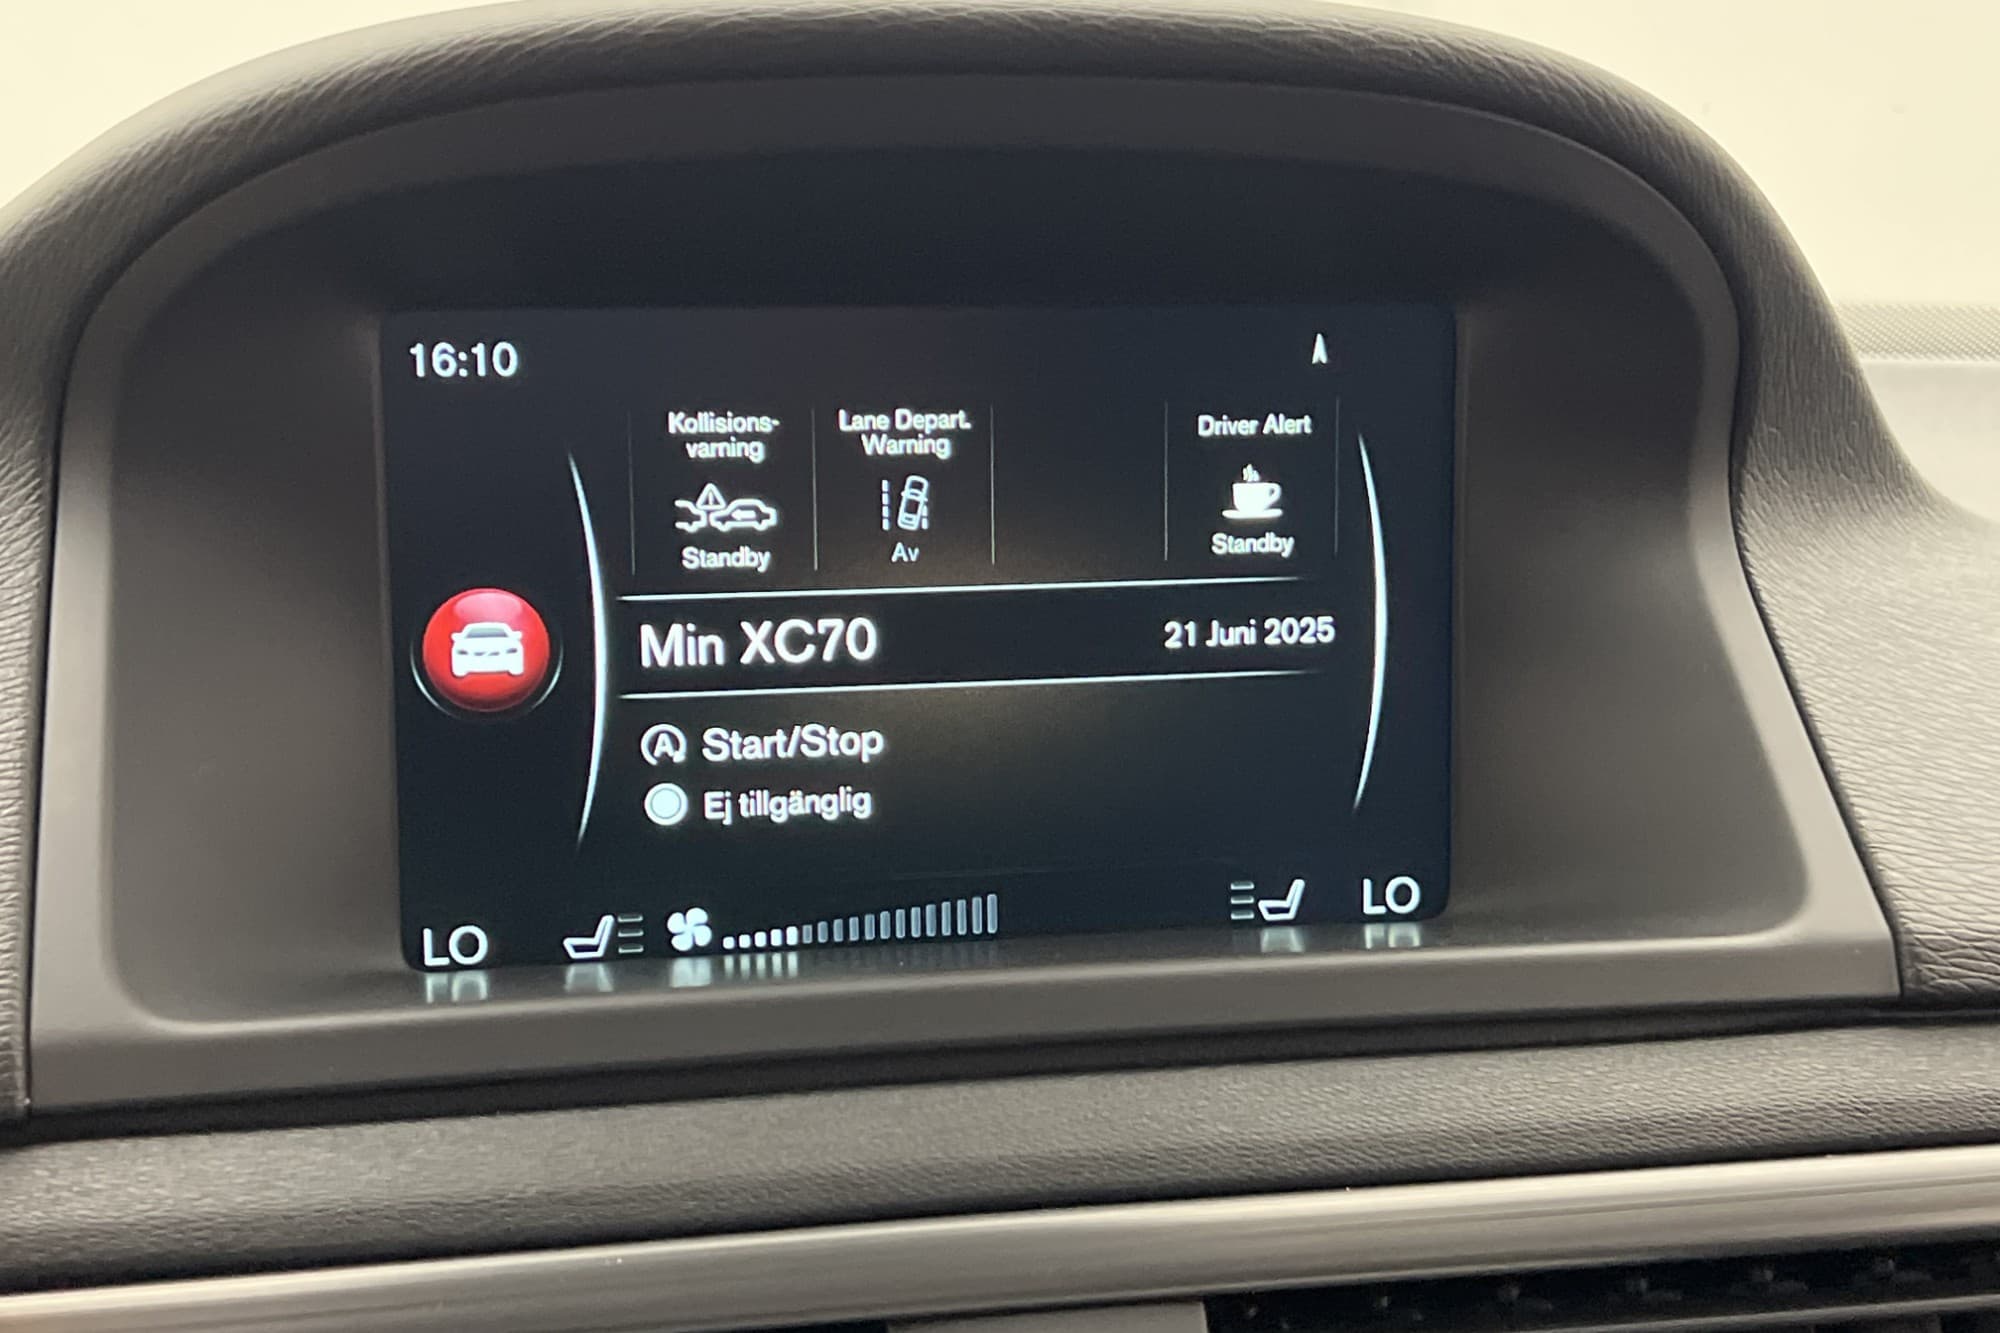 16:10
Kollisions-
varning
Standby
Lane Depart.
Warning
Av
Driver Alert
Standby
Min XC70
21 Juni 2025
A Start/Stop
Ej tillgänglig
LO
LO